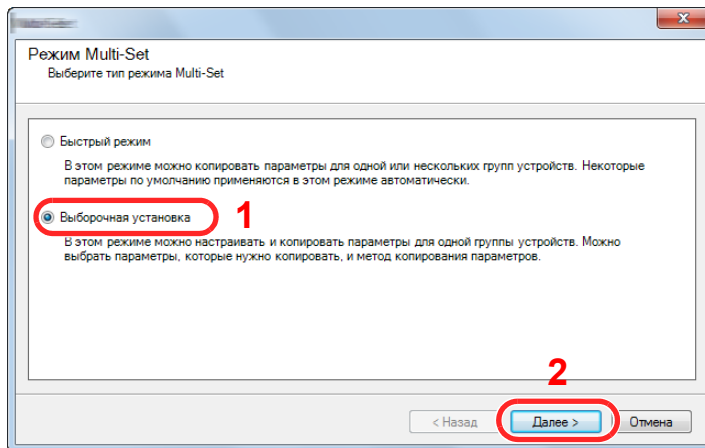 Режим Multi-Set
Выберите тип режима Multi-Set
Быстрый режим
В этом режиме можно копировать параметры для одной или нескольких групп устройств. Некоторые
параметры по умолчанию применяются в этом режиме автоматически.
Выборочная установка 1
В этом режиме можно настраивать и копировать параметры для одной группы устройств. Можно
выбрать параметры, которые нужно копировать, и метод копирования параметров.
2
< Назад Далее > Отмена